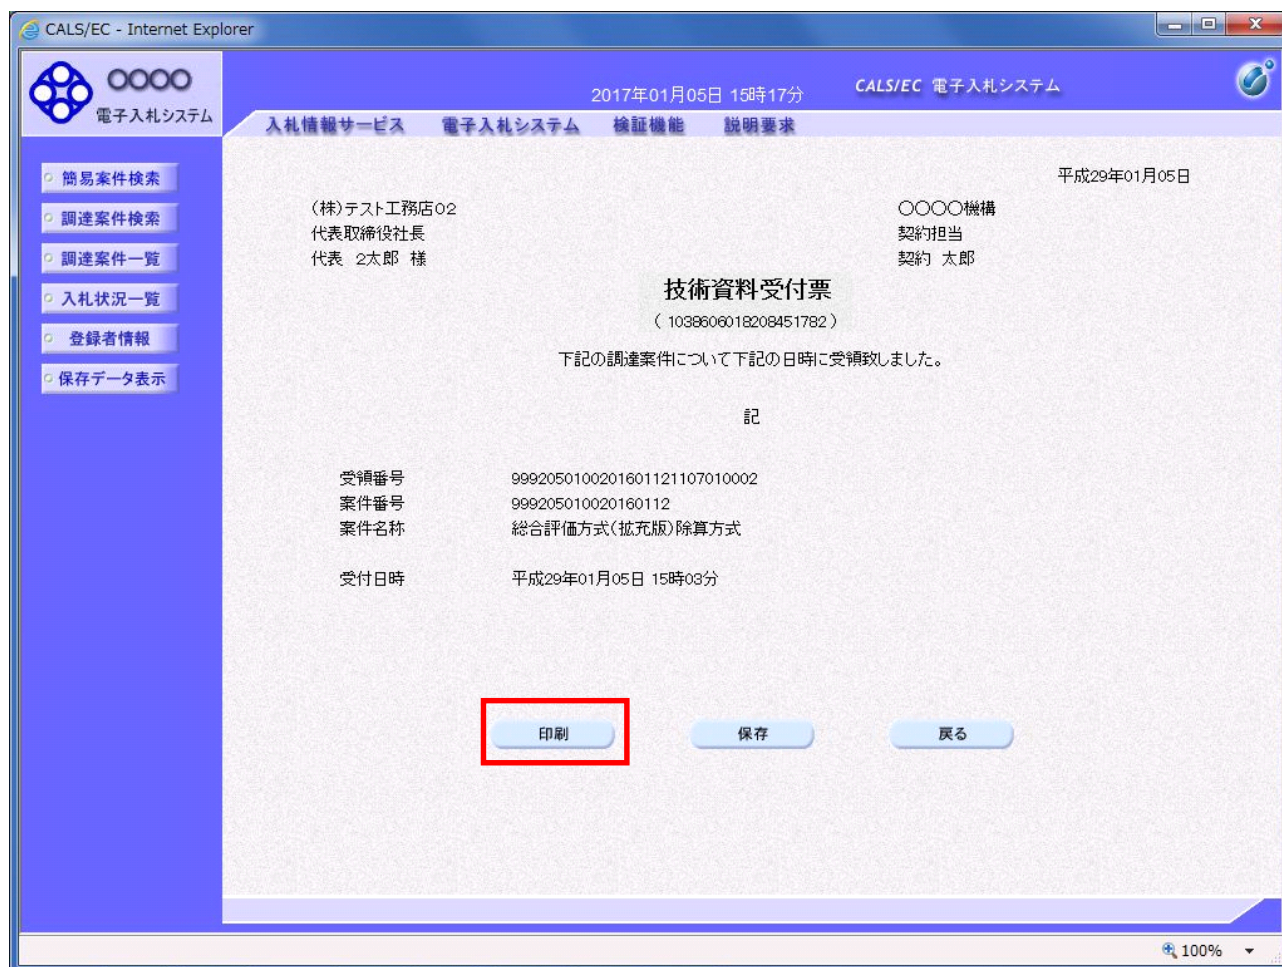 CALS/EC - Internet Explorer
〇〇〇〇
電子入札システム
2017年01月05日 15時17分
CALS/EC 電子入札システム
入札情報サービス 電子入札システム 検証機能 説明要求
簡易案件検索
調達案件検索
調達案件一覧
入札状況一覧
登録者情報
保存データ表示
平成29年01月05日
(株)テスト工務店02
代表取締役社長
代表 2太郎 様
〇〇〇〇機構
契約担当
契約 太郎
技術資料受付票
( 1038606018208451782 )
下記の調達案件について下記の日時に受領致しました。
記
受領番号 9992050100201601121107010002
案件番号 999205010020160112
案件名称 総合評価方式(拡充版)除算方式
受付日時 平成29年01月05日 15時03分
印刷 保存 戻る
100%